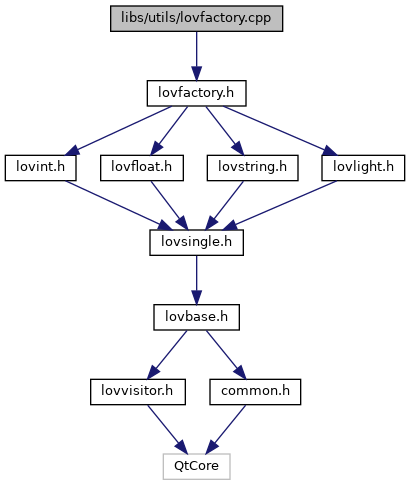 libs/utils/lovfactory.cpp
lovfactory.h
lovint.h
lovfloat.h
lovstring.h
lovlight.h
lovsingle.h
lovbase.h
lovvisitor.h
common.h
QtCore